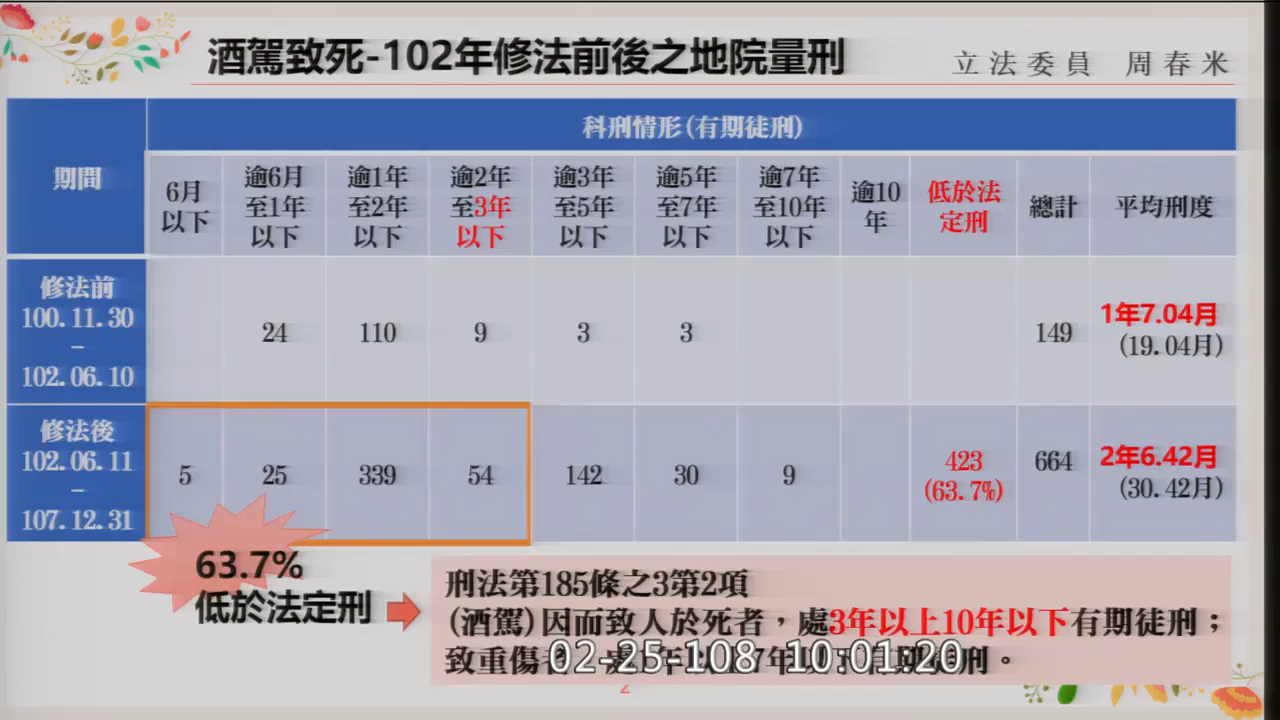 酒駕致死-102年修法前後之地院量刑
立法委員 周春米
期間
科刑情形(有期徒刑)
6月
以下
逾6月
至1年
以下
逾1年
至2年
以下
逾2年
至3年
以下
逾3年
至5年
以下
逾5年
至7年
以下
逾7年
至10年
以下
逾10
年
低於法
定刑
總計
平均刑度
修法前
100.11.30
–
102.06.10
24
110
9
3
3
149
1年7.04月
(19.04月)
修法後
102.06.11
–
107.12.31
5
25
339
54
142
30
9
423
(63.7%)
664
2年6.42月
(30.42月)
63.7%
低於法定刑
刑法第185條之3第2項
(酒駕)因而致人於死者，處3年以上10年以下有期徒刑；
致重傷
刑。
02-25-108 10:01:20
2